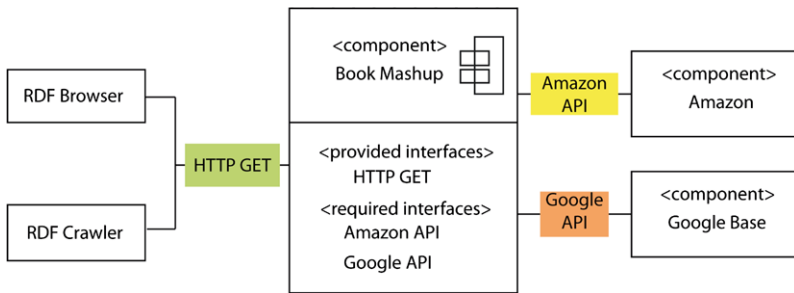 RDF Browser
RDF Crawler
HTTP GET
<component>
Book Mashup
<provided interfaces>
HTTP GET
<required interfaces>
Amazon API
Google API
Amazon
API
<component>
Amazon
Google
API
<component>
Google Base